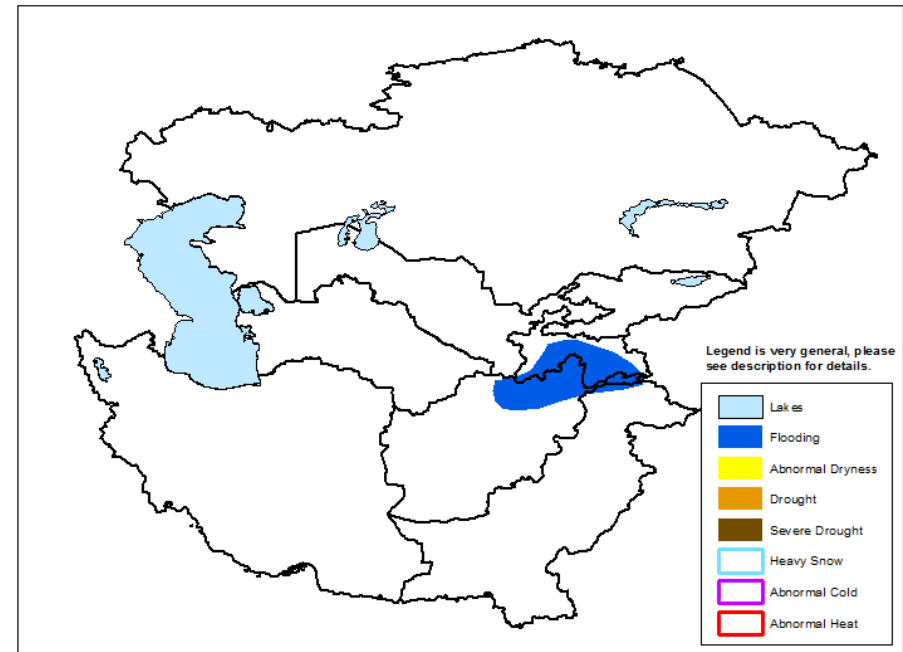 Legend is very general, please
see description for details.
Lakes
Flooding
Abnormal Dryness
Drought
Severe Drought
Heavy Snow
Abnormal Cold
Abnormal Heat